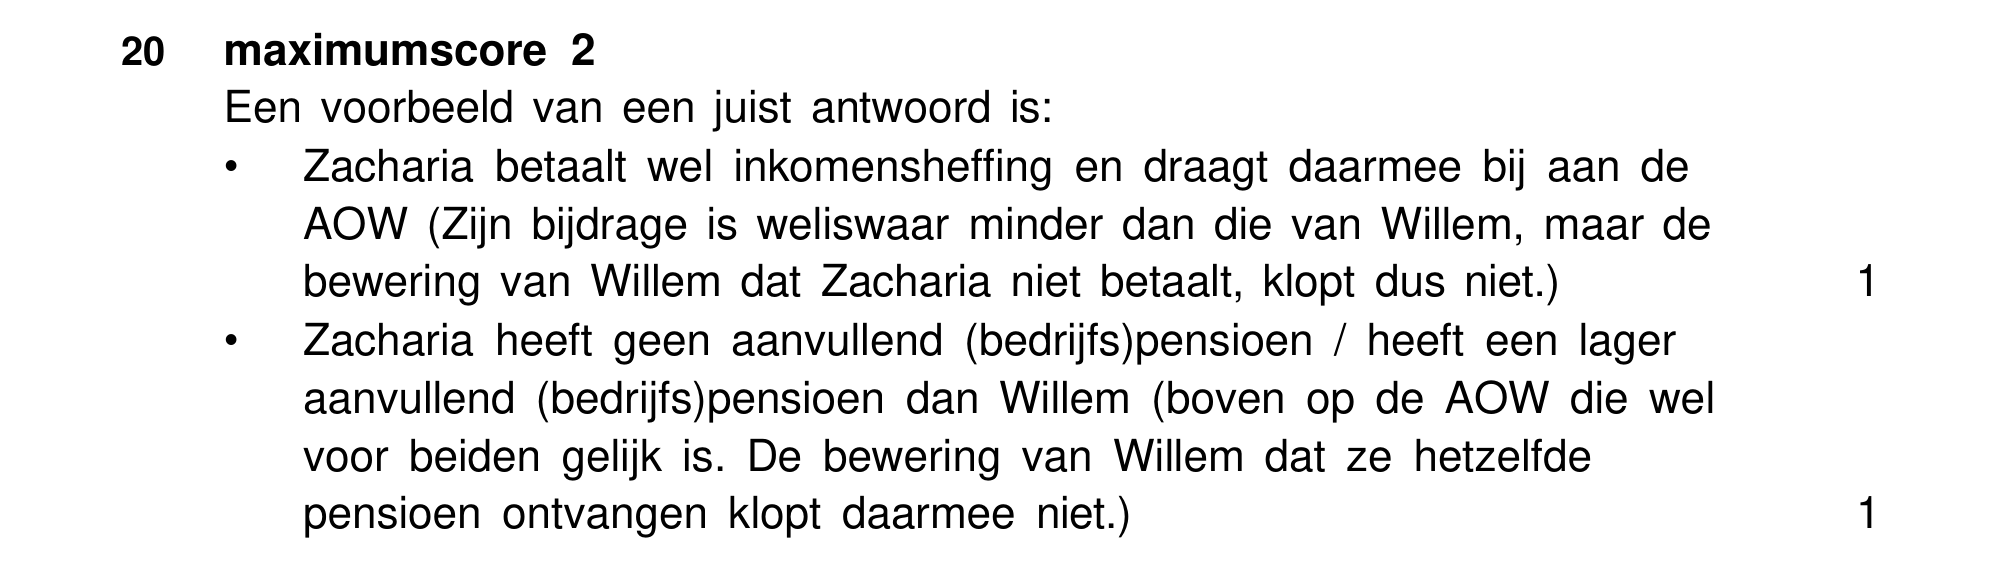 20 maximumscore 2
Een voorbeeld van een juist antwoord is:
• Zacharia betaalt wel inkomensheffing en draagt daarmee bij aan de
AOW (Zijn bijdrage is weliswaar minder dan die van Willem, maar de
bewering van Willem dat Zacharia niet betaalt, klopt dus niet.) 1
• Zacharia heeft geen aanvullend (bedrijfs)pensioen / heeft een lager
aanvullend (bedrijfs)pensioen dan Willem (boven op de AOW die wel
voor beiden gelijk is. De bewering van Willem dat ze hetzelfde
pensioen ontvangen klopt daarmee niet.) 1